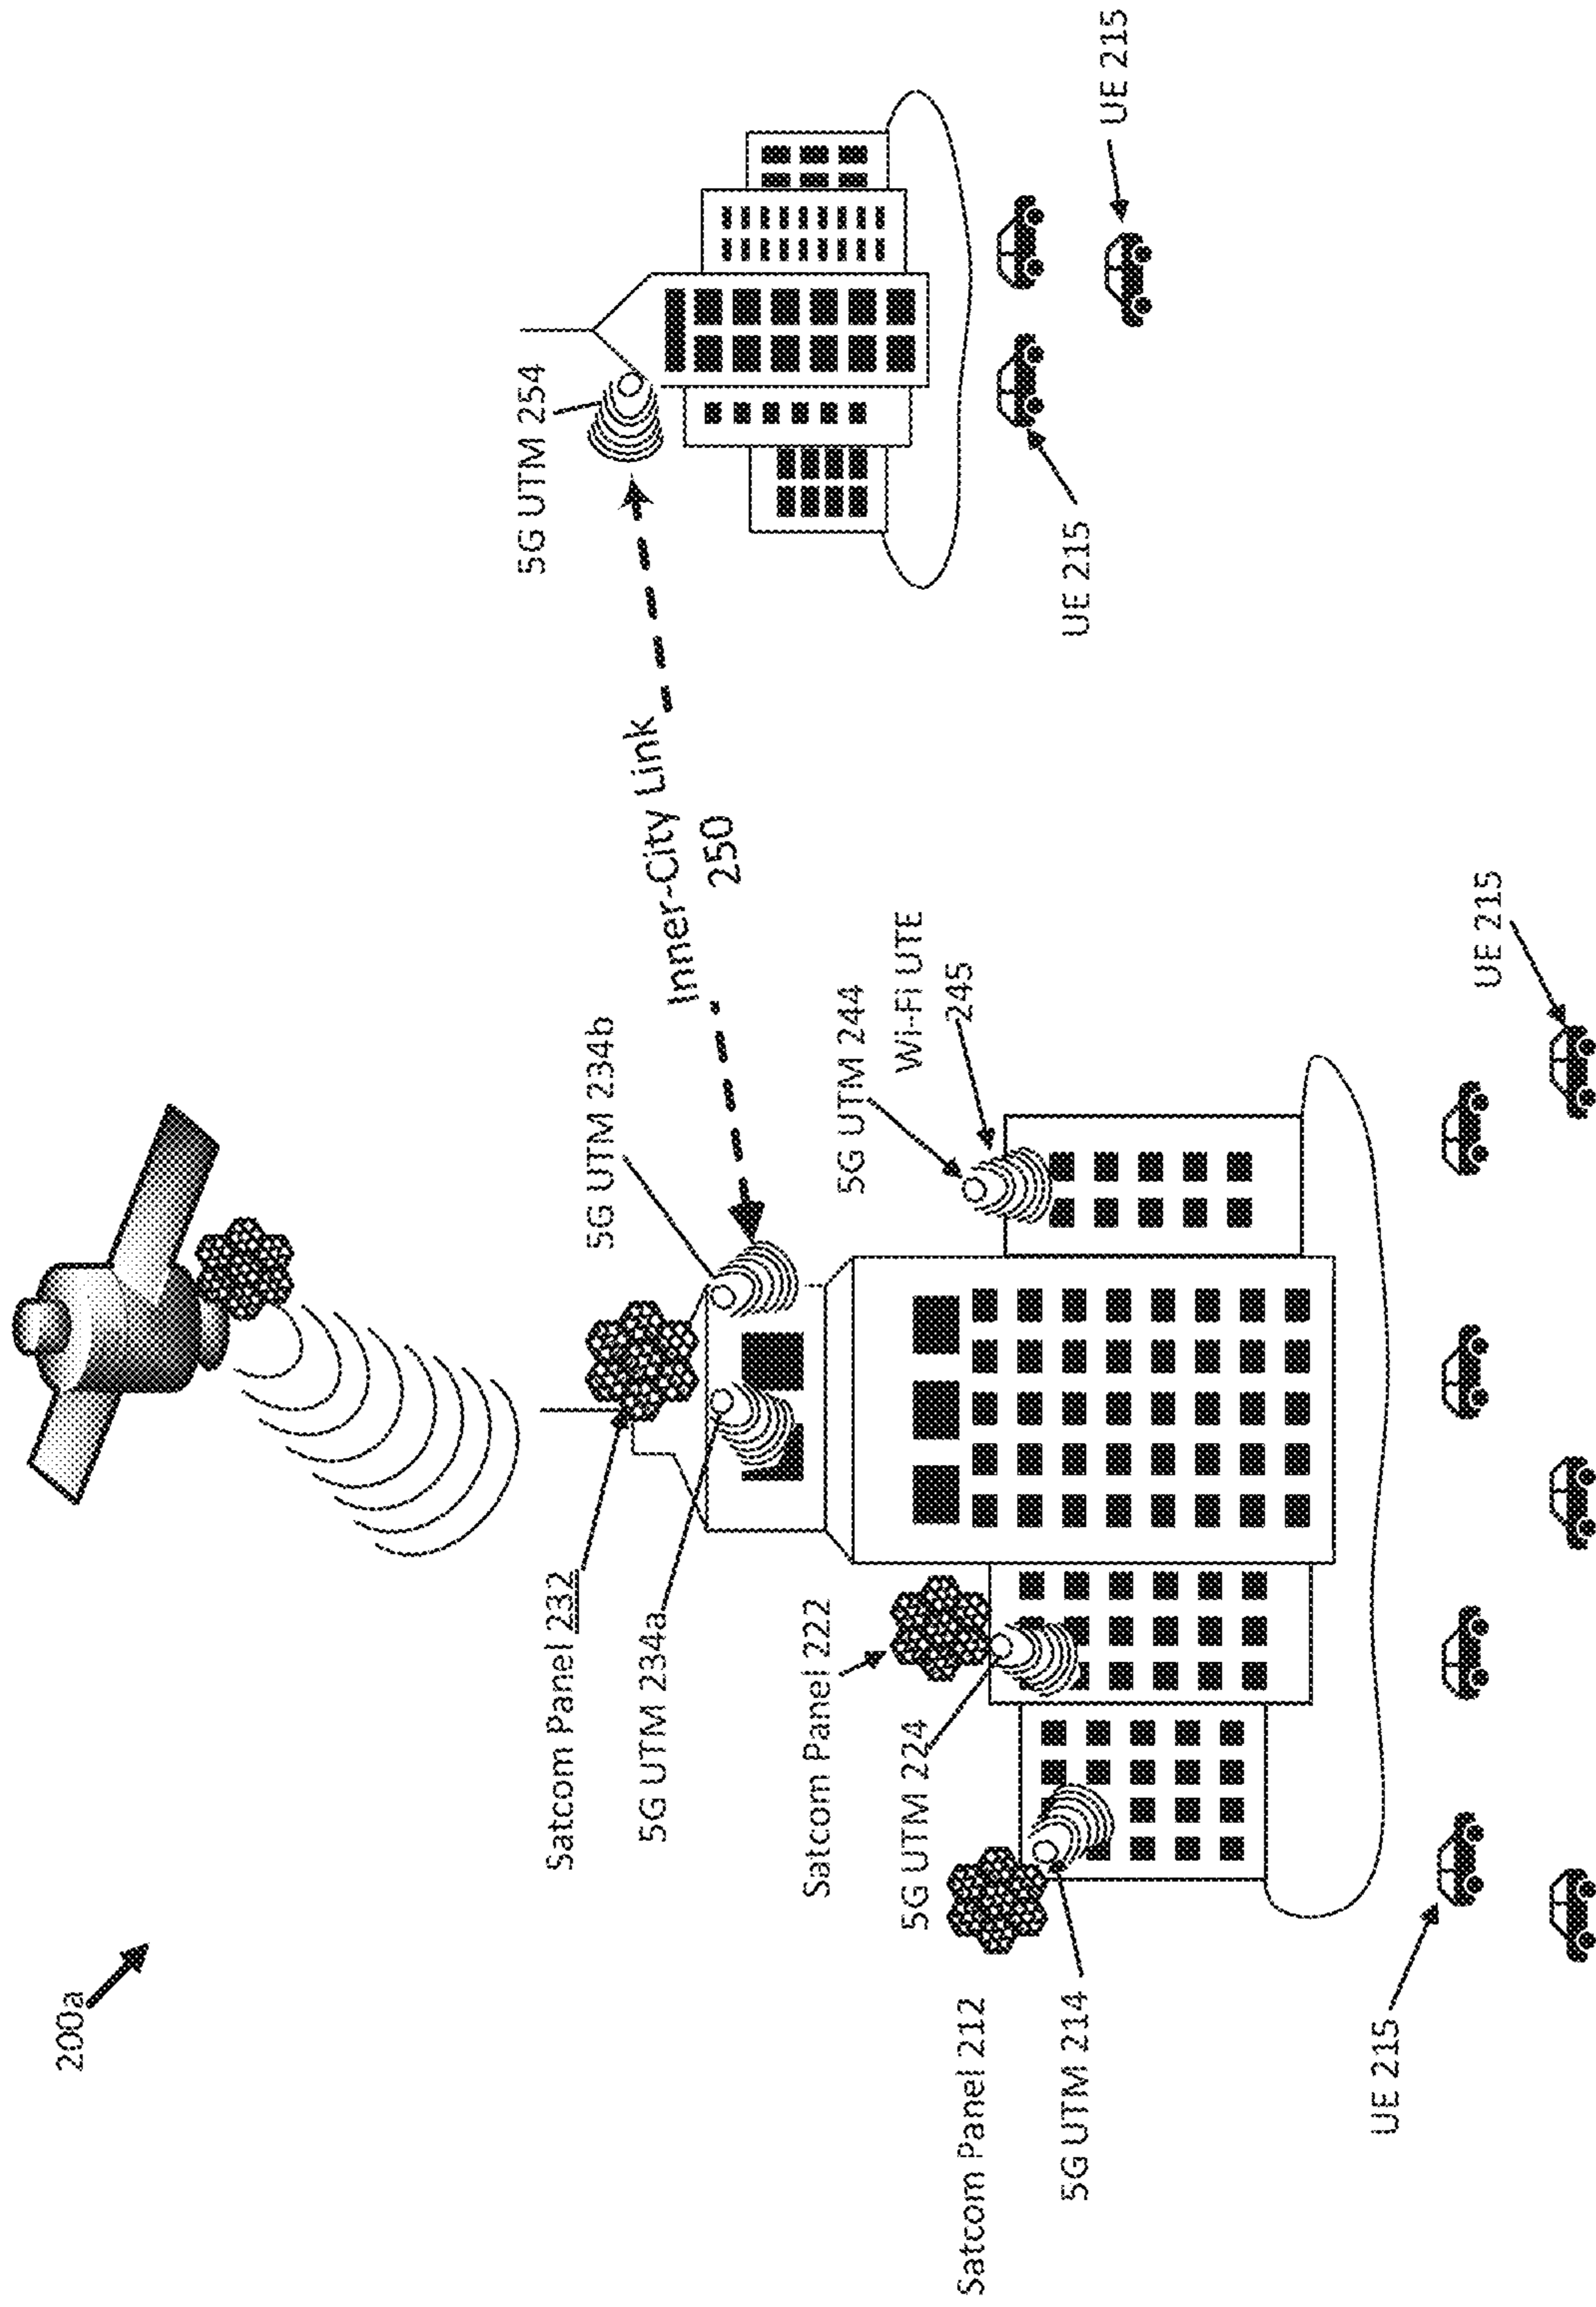 200a
Satcom Panel 232
5G UTM 234a
5G UTM 234b
Inner-City Link
250
5G UTM 254
Satcom Panel 222
5G UTM 224
5G UTM 244
Wi-Fi UTE
245
Satcom Panel 212
5G UTM 214
UE 215
UE 215
UE 215
UE 215